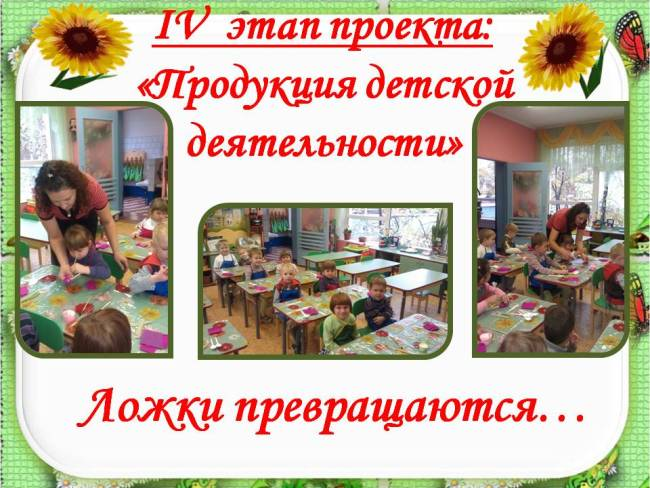 IV этап проекта:
«Продукция детской
деятельности»
Ложки превращаются…